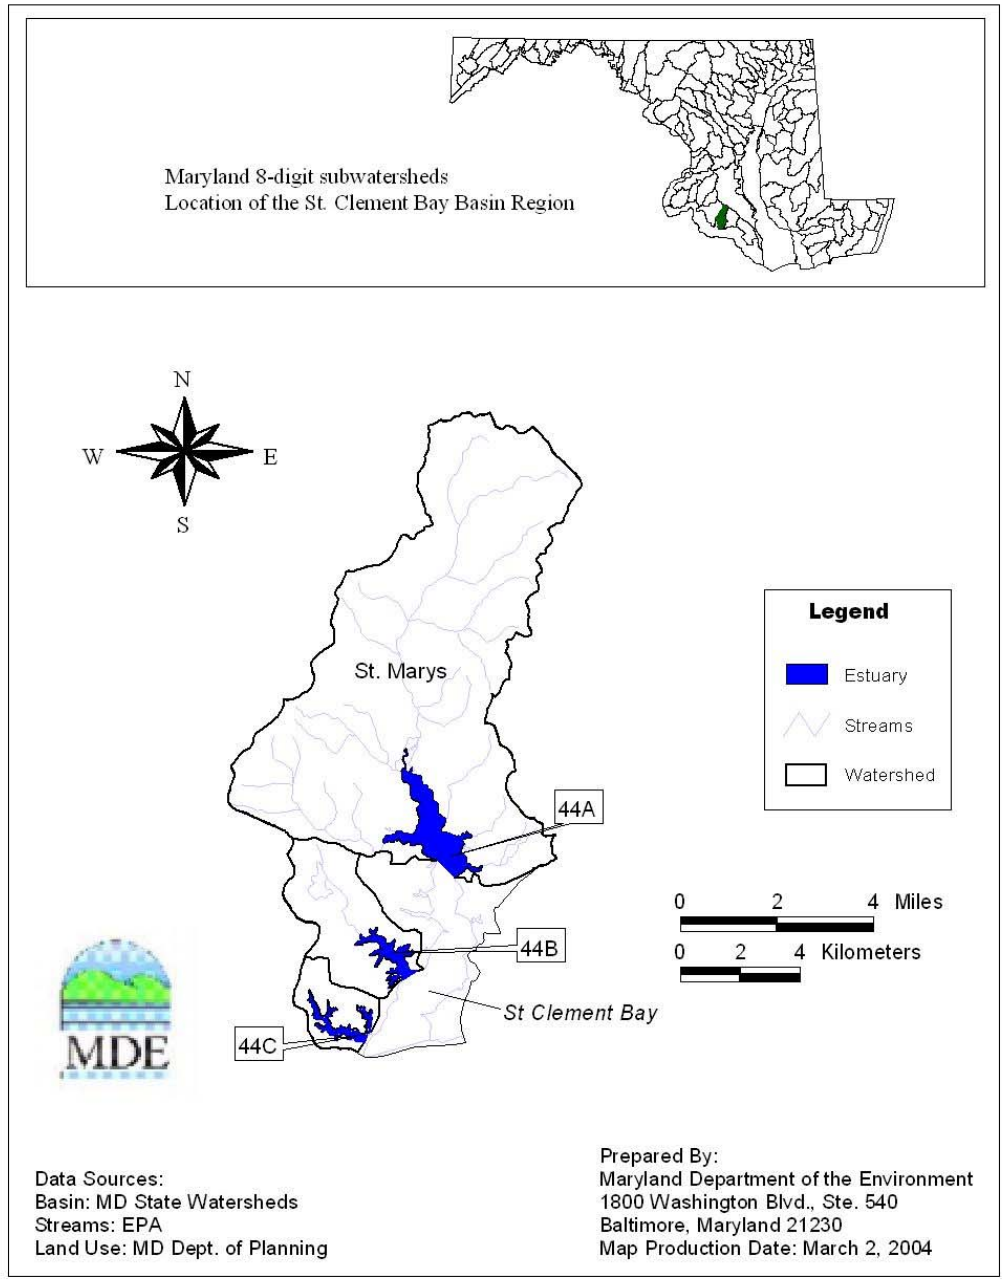 Maryland 8-digit subwatersheds
Location of the St. Clement Bay Basin Region
N
W
E
S
St. Marys
44A
44B
44C
St Clement Bay
Legend
Estuary
Streams
Watershed
0 2 4 Miles
0 2 4 Kilometers
MDE
Data Sources:
Basin: MD State Watersheds
Streams: EPA
Land Use: MD Dept. of Planning
Prepared By:
Maryland Department of the Environment
1800 Washington Blvd., Ste. 540
Baltimore, Maryland 21230
Map Production Date: March 2, 2004